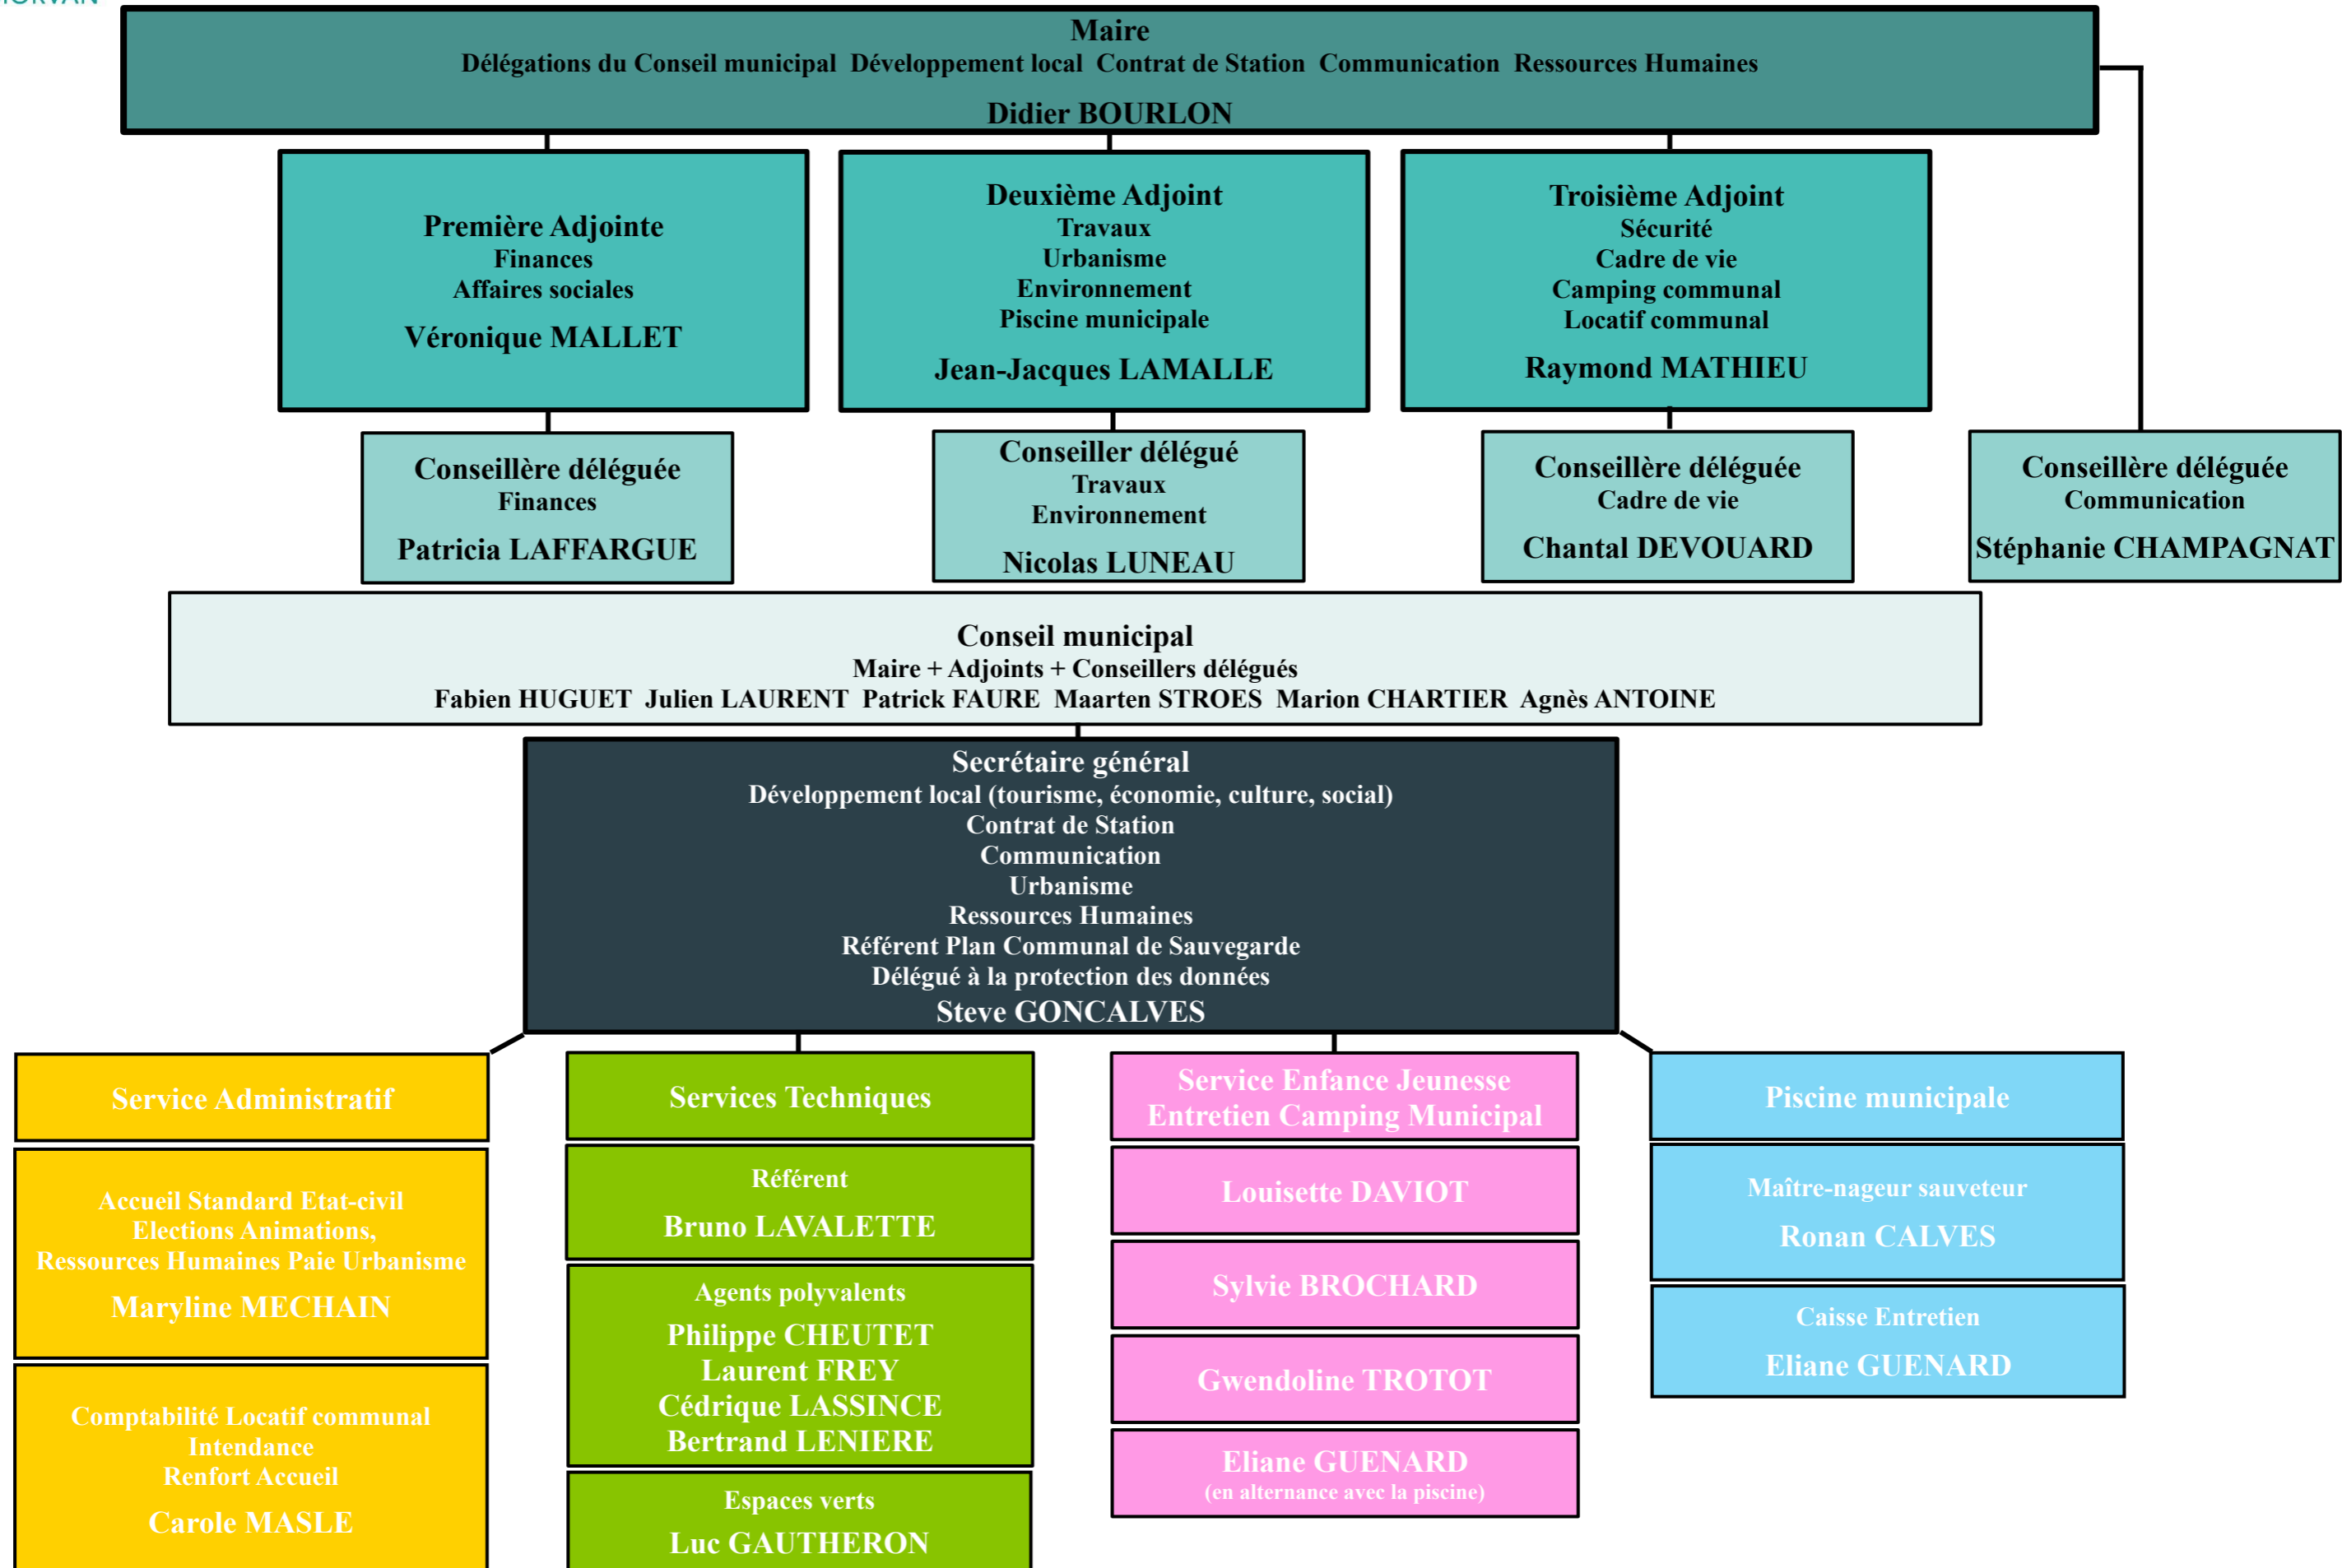 MORVAN
Maire
Délégations du Conseil municipal Développement local Contrat de Station Communication Ressources Humaines
Didier BOURLON
Première Adjointe
Finances
Affaires sociales
Véronique MALLET
Deuxième Adjoint
Travaux
Urbanisme
Environnement
Piscine municipale
Jean-Jacques LAMALLE
Troisième Adjoint
Sécurité
Cadre de vie
Camping communal
Locatif communal
Raymond MATHIEU
Conseillère déléguée
Finances
Patricia LAFFARGUE
Conseiller délégué
Travaux
Environnement
Nicolas LUNEAU
Conseillère déléguée
Cadre de vie
Chantal DEVOUARD
Conseillère déléguée
Communication
Stéphanie CHAMPAGNAT
Conseil municipal
Maire + Adjoints + Conseillers délégués
Fabien HUGUET Julien LAURENT Patrick FAURE Maarten STROES Marion CHARTIER Agnès ANTOINE
Secrétaire général
Développement local (tourisme, économie, culture, social)
Contrat de Station
Communication
Urbanisme
Ressources Humaines
Référent Plan Communal de Sauvegarde
Délégué à la protection des données
Steve GONCALVES
Service Administratif
Accueil Standard Etat-civil
Elections Animations,
Ressources Humaines Paie Urbanisme
Maryline MECHAIN
Comptabilité Locatif communal
Intendance
Renfort Accueil
Carole MASLE
Services Techniques
Référent
Bruno LAVALETTE
Agents polyvalents
Philippe CHEUTET
Laurent FREY
Cédrique LASSINCE
Bertrand LENIERE
Espaces verts
Luc GAUTHERON
Service Enfance Jeunesse
Entretien Camping Municipal
Louisette DAVIOT
Sylvie BROCHARD
Gwendoline TROTOT
Eliane GUENARD
(en alternance avec la piscine)
Piscine municipale
Maître-nageur sauveteur
Ronan CALVES
Caisse Entretien
Eliane GUENARD